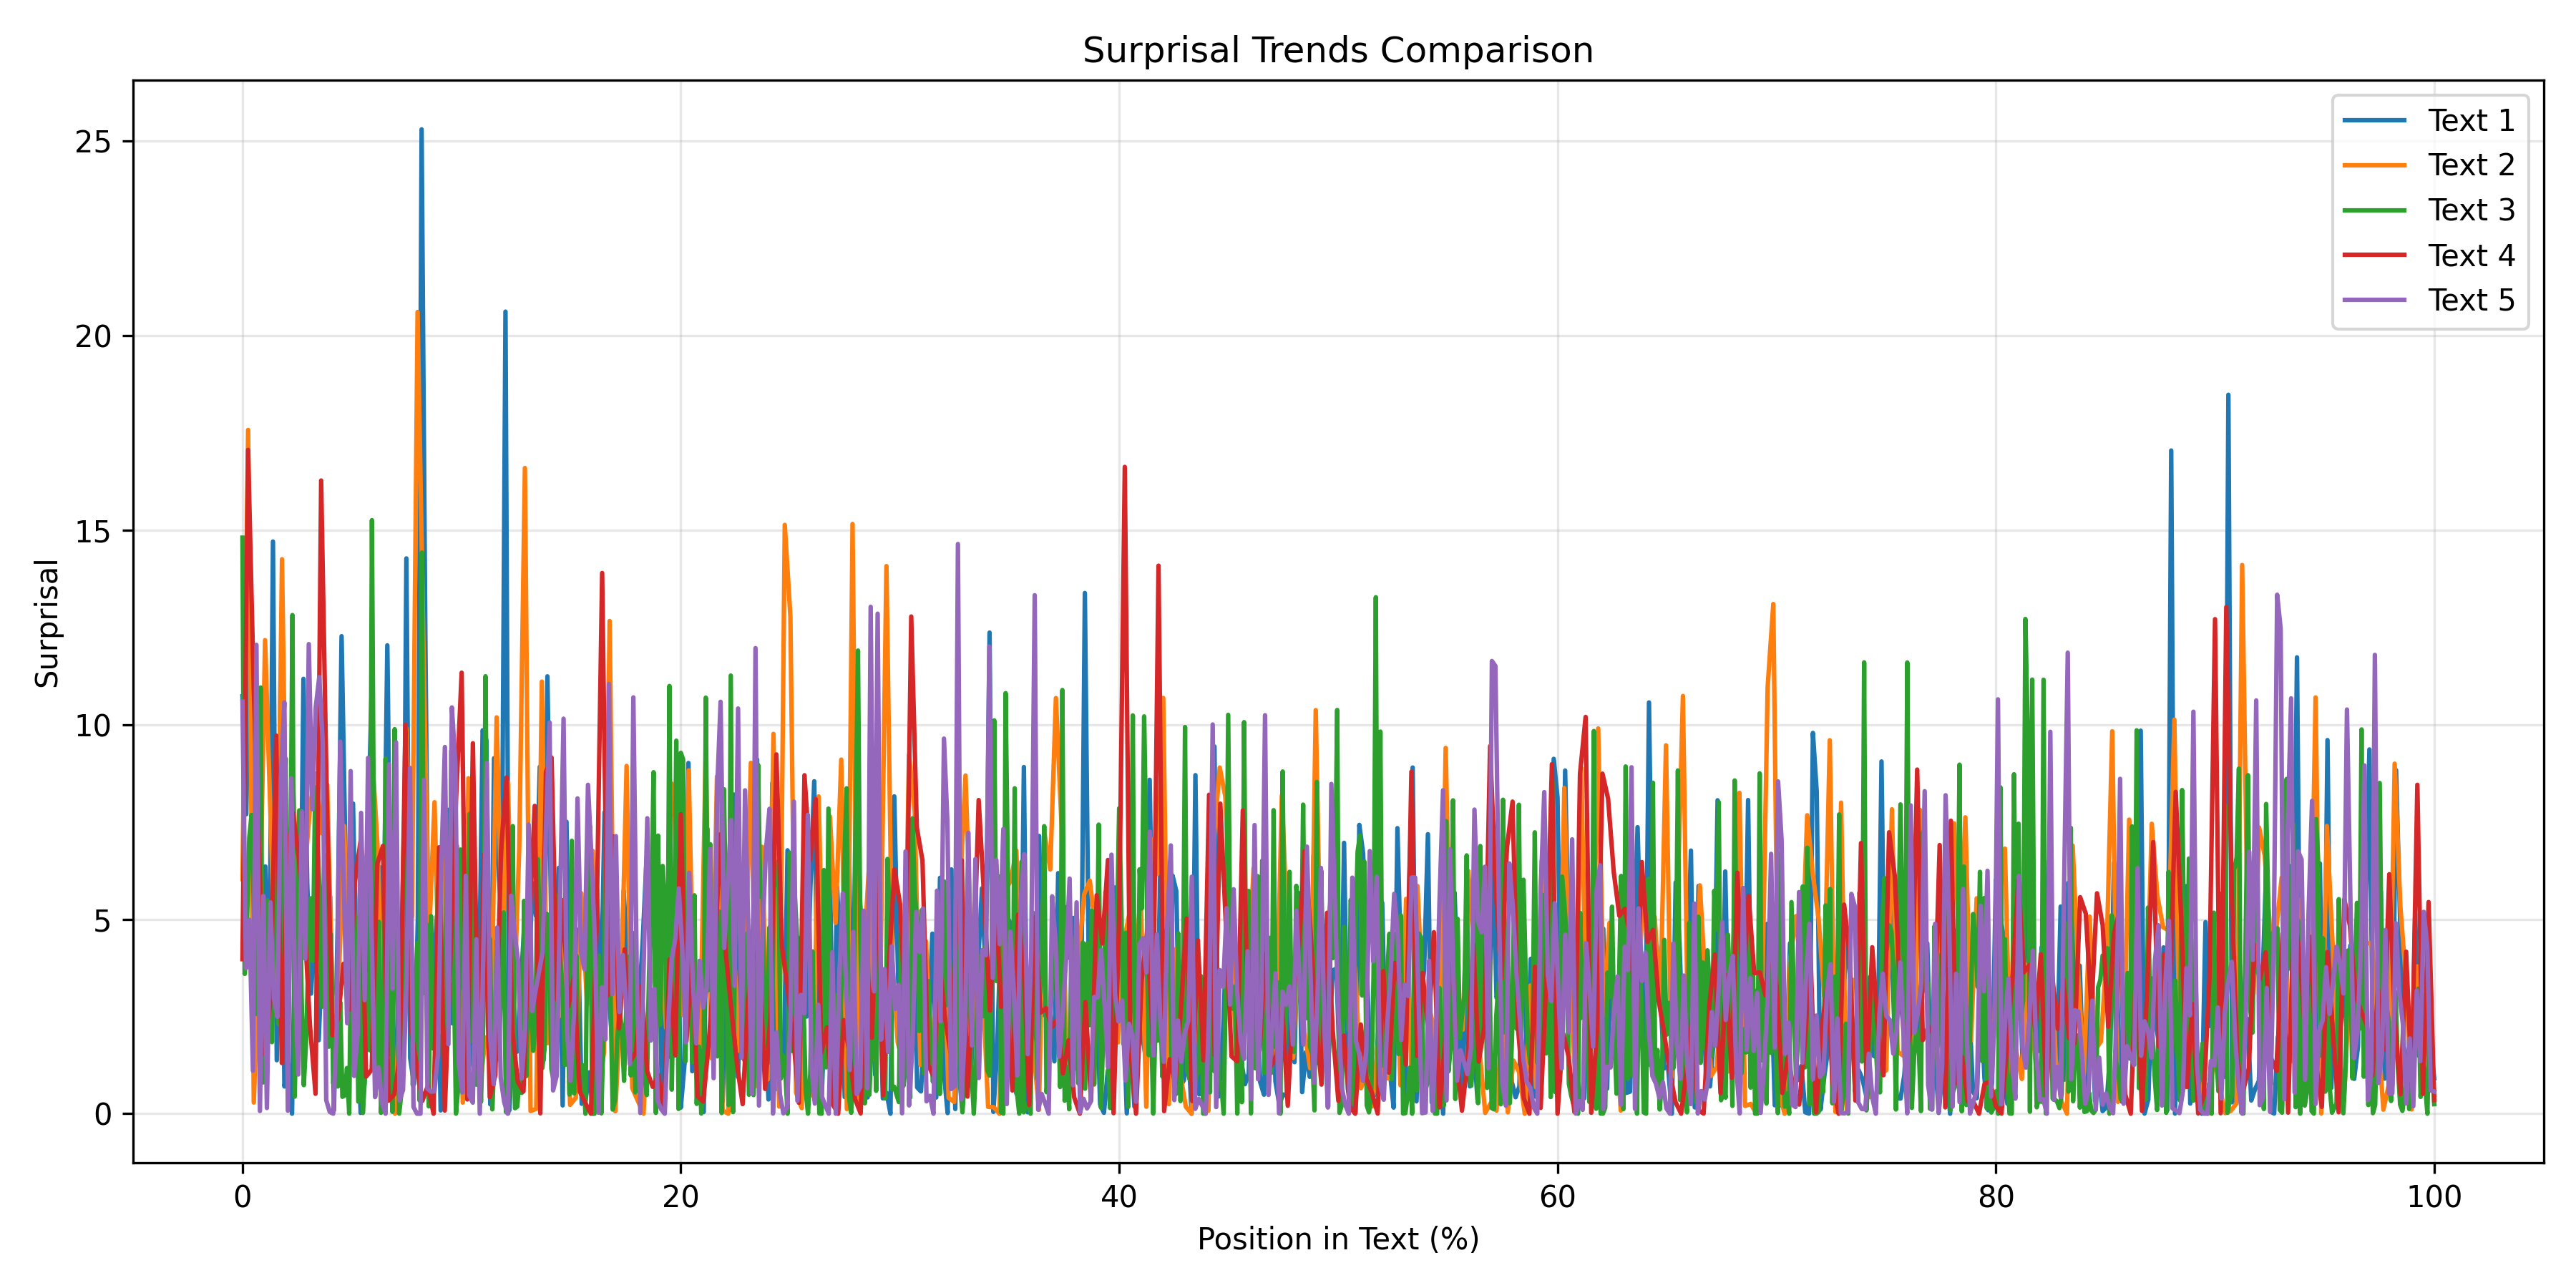 Surprisal Trends Comparison
25
20
15
10
5
0
Surprisal
0 20 40 60 80 100
Position in Text (%)
Text 1
Text 2
Text 3
Text 4
Text 5